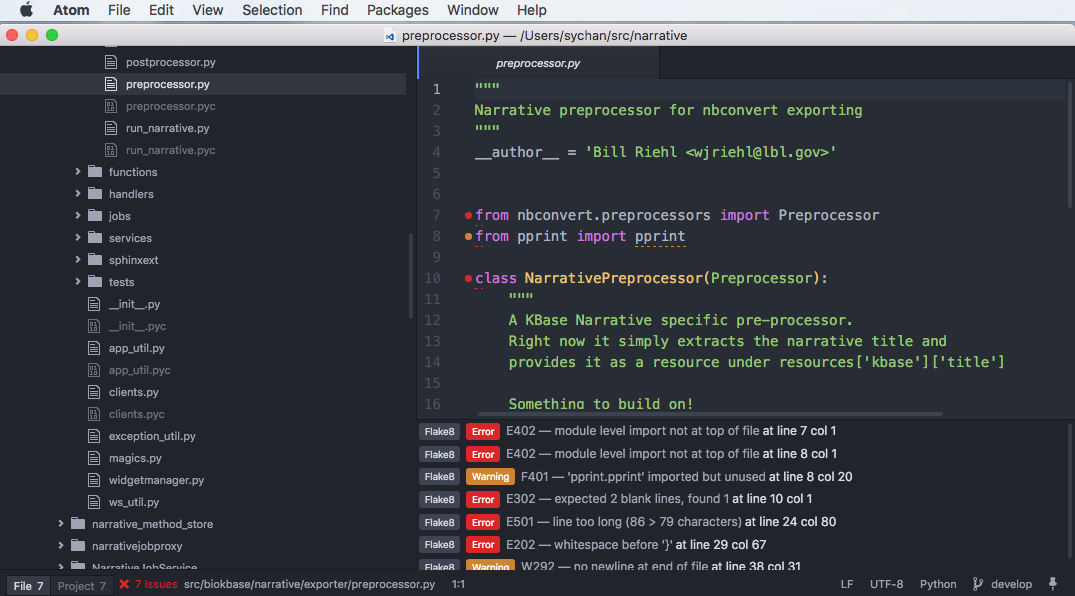 Atom File Edit View Selection Find Packages Window Help
preprocessor.py — /Users/sychan/src/narrative
postprocessor.py
preprocessor.py
preprocessor.pyc
run_narrative.py
run_narrative.pyc
functions
handlers
jobs
services
sphinxext
tests
__init__.py
__init__.pyc
app_util.py
app_util.pyc
clients.py
clients.pyc
exception_util.py
magics.py
widgetmanager.py
ws_util.py
narrative_method_store
narrativejobproxy
NarrativeJobService
preprocessor.py
1 """
2 Narrative preprocessor for nbconvert exporting
3 """
4 __author__ = 'Bill Riehl <wjriehl@lbl.gov>'
5
6
7 from nbconvert.preprocessors import Preprocessor
8 from pprint import pprint
9
10 class NarrativePreprocessor(Preprocessor):
11 """
12 A KBase Narrative specific pre-processor.
13 Right now it simply extracts the narrative title and
14 provides it as a resource under resources['kbase']['title']
15
16 Something to build on!
Flake8 Error E402 — module level import not at top of file at line 7 col 1
Flake8 Error E402 — module level import not at top of file at line 8 col 1
Flake8 Warning F401 — 'pprint.pprint' imported but unused at line 8 col 20
Flake8 Error E302 — expected 2 blank lines, found 1 at line 10 col 1
Flake8 Error E501 — line too long (86 > 79 characters) at line 24 col 80
Flake8 Error E202 — whitespace before '}' at line 29 col 67
Flake8 Warning W292 — no newline at end of file at line 38 col 31
File 7 Project 7 7 Issues src/biokbase/narrative/exporter/preprocessor.py 1:1 LF UTF-8 Python develop